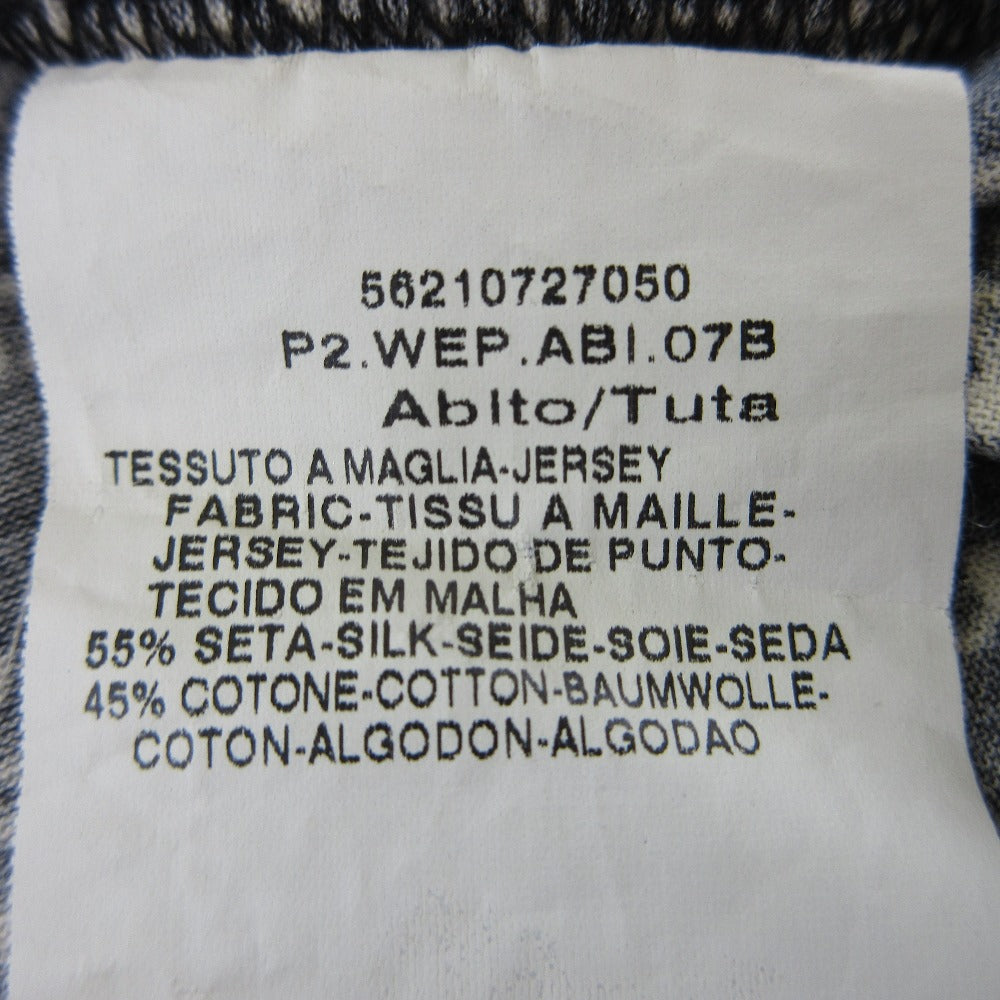 56210727050
P2.WEP.ABI.07B
Abito/Tuta
TESSUTO A MAGLIA-JERSEY
FABRIC-TISSU A MAILLE-
JERSEY-TEJIDO DE PUNTO-
TECIDO EM MALHA
55% SETA-SILK-SEIDE-SOIE-SEDA
45% COTONE-COTTON-BAUMWOLLE-
COTON-ALGODON-ALGODAO